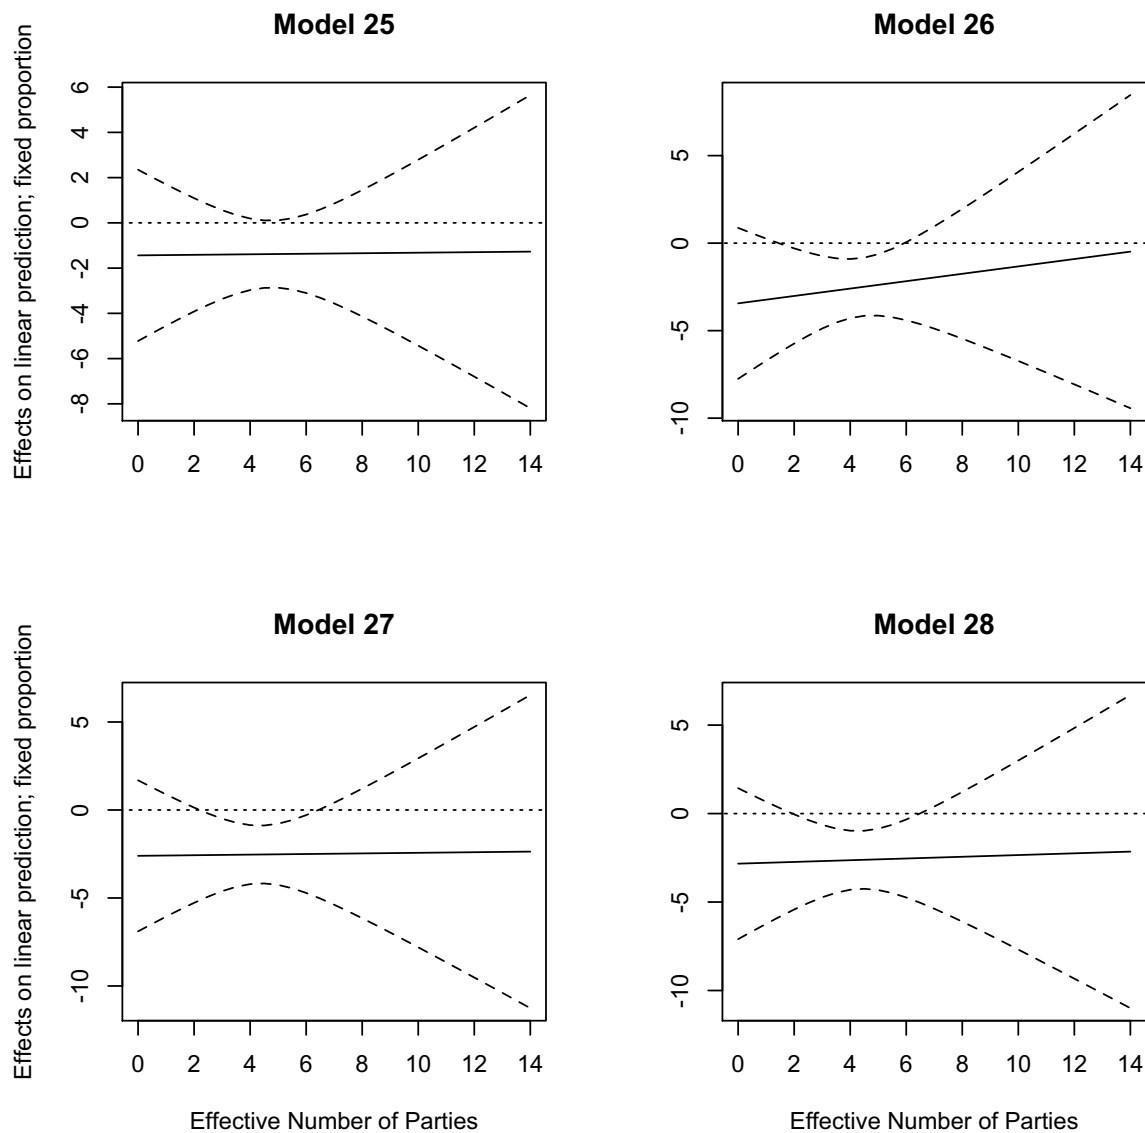 Model 25
Model 26
Effects on linear prediction; fixed proportion
6
4
2
0
-2
-4
-6
-8
0 2 4 6 8 10 12 14
5
0
-5
-10
0 2 4 6 8 10 12 14
Model 27
Model 28
Effects on linear prediction; fixed proportion
5
0
-5
-10
0 2 4 6 8 10 12 14
Effective Number of Parties
5
0
-5
-10
0 2 4 6 8 10 12 14
Effective Number of Parties